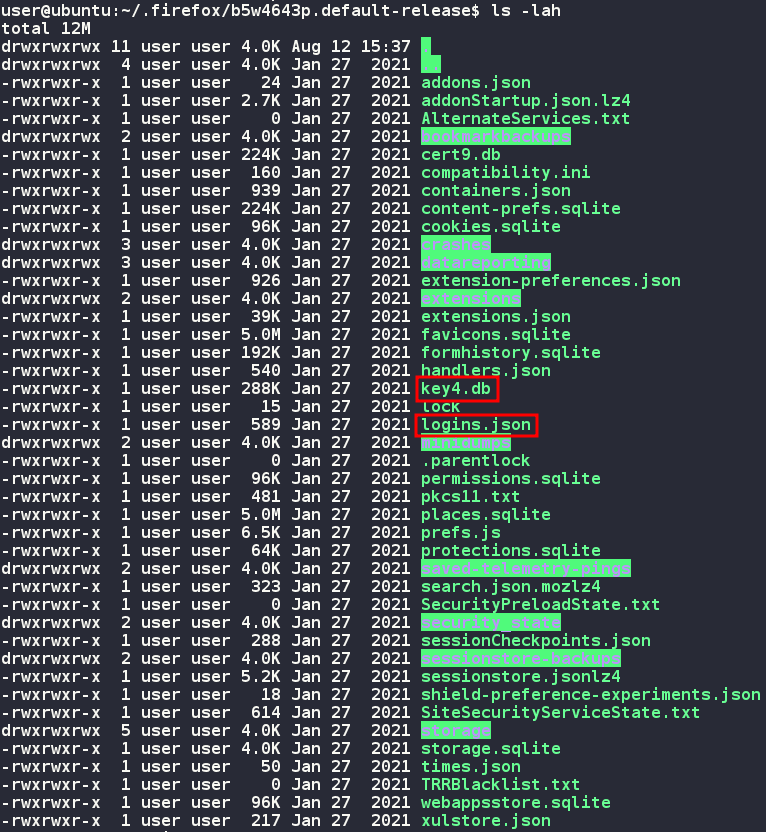 user@ubuntu:~/.firefox/b5w4643p.default-release$ ls -lah
total 12M
drwxrwxrwx 11 user user 4.0K Aug 12 15:37 .
drwxrwxrwx 4 user user 4.0K Jan 27 2021 ..
-rwxrwxr-x 1 user user 24 Jan 27 2021 addons.json
-rwxrwxr-x 1 user user 2.7K Jan 27 2021 addonStartup.json.lz4
-rwxrwxr-x 1 user user 0 Jan 27 2021 AlternateServices.txt
drwxrwxrwx 2 user user 4.0K Jan 27 2021 bookmarkbackups
-rwxrwxr-x 1 user user 224K Jan 27 2021 cert9.db
-rwxrwxr-x 1 user user 160 Jan 27 2021 compatibility.ini
-rwxrwxr-x 1 user user 939 Jan 27 2021 containers.json
-rwxrwxr-x 1 user user 224K Jan 27 2021 content-prefs.sqlite
-rwxrwxr-x 1 user user 96K Jan 27 2021 cookies.sqlite
drwxrwxrwx 3 user user 4.0K Jan 27 2021 crashes
drwxrwxrwx 3 user user 4.0K Jan 27 2021 datareporting
-rwxrwxr-x 1 user user 926 Jan 27 2021 extension-preferences.json
drwxrwxrwx 2 user user 4.0K Jan 27 2021 extensions
-rwxrwxr-x 1 user user 39K Jan 27 2021 extensions.json
-rwxrwxr-x 1 user user 5.0M Jan 27 2021 favicons.sqlite
-rwxrwxr-x 1 user user 192K Jan 27 2021 formhistory.sqlite
-rwxrwxr-x 1 user user 540 Jan 27 2021 handlers.json
-rwxrwxr-x 1 user user 288K Jan 27 2021 key4.db
-rwxrwxr-x 1 user user 15 Jan 27 2021 lock
-rwxrwxr-x 1 user user 589 Jan 27 2021 logins.json
drwxrwxrwx 2 user user 4.0K Jan 27 2021 minidumps
-rwxrwxr-x 1 user user 0 Jan 27 2021 .parentlock
-rwxrwxr-x 1 user user 96K Jan 27 2021 permissions.sqlite
-rwxrwxr-x 1 user user 481 Jan 27 2021 pkcs11.txt
-rwxrwxr-x 1 user user 5.0M Jan 27 2021 places.sqlite
-rwxrwxr-x 1 user user 6.5K Jan 27 2021 prefs.js
-rwxrwxr-x 1 user user 64K Jan 27 2021 protections.sqlite
drwxrwxrwx 2 user user 4.0K Jan 27 2021 saved-telemetry-pings
-rwxrwxr-x 1 user user 323 Jan 27 2021 search.json.mozlz4
-rwxrwxr-x 1 user user 0 Jan 27 2021 SecurityPreloadState.txt
drwxrwxrwx 2 user user 4.0K Jan 27 2021 security_state
-rwxrwxr-x 1 user user 288 Jan 27 2021 sessionCheckpoints.json
drwxrwxrwx 2 user user 4.0K Jan 27 2021 sessionstore-backups
-rwxrwxr-x 1 user user 5.2K Jan 27 2021 sessionstore.jsonlz4
-rwxrwxr-x 1 user user 18 Jan 27 2021 shield-preference-experiments.json
-rwxrwxr-x 1 user user 614 Jan 27 2021 SiteSecurityServiceState.txt
drwxrwxrwx 5 user user 4.0K Jan 27 2021 storage
-rwxrwxr-x 1 user user 4.0K Jan 27 2021 storage.sqlite
-rwxrwxr-x 1 user user 50 Jan 27 2021 times.json
-rwxrwxr-x 1 user user 0 Jan 27 2021 TRRBlacklist.txt
-rwxrwxr-x 1 user user 96K Jan 27 2021 webappsstore.sqlite
-rwxrwxr-x 1 user user 217 Jan 27 2021 xulstore.json